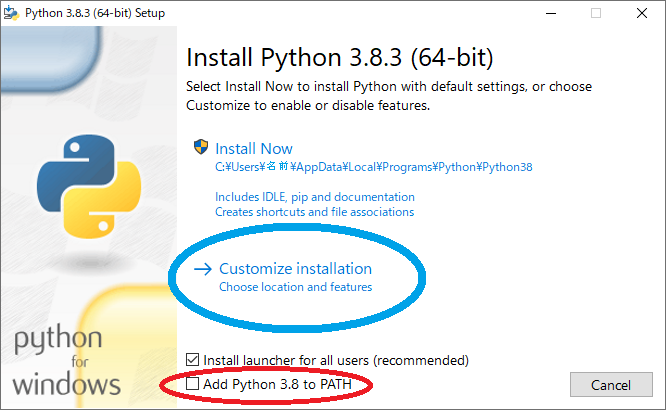 Python 3.8.3 (64-bit) Setup
Install Python 3.8.3 (64-bit)
Select Install Now to install Python with default settings, or choose
Customize to enable or disable features.
Install Now
C:¥Users¥名前¥AppData¥Local¥Programs¥Python¥Python38
Includes IDLE, pip and documentation
Creates shortcuts and file associations
Customize installation
Choose location and features
python
for
windows
Install launcher for all users (recommended)
Add Python 3.8 to PATH
Cancel